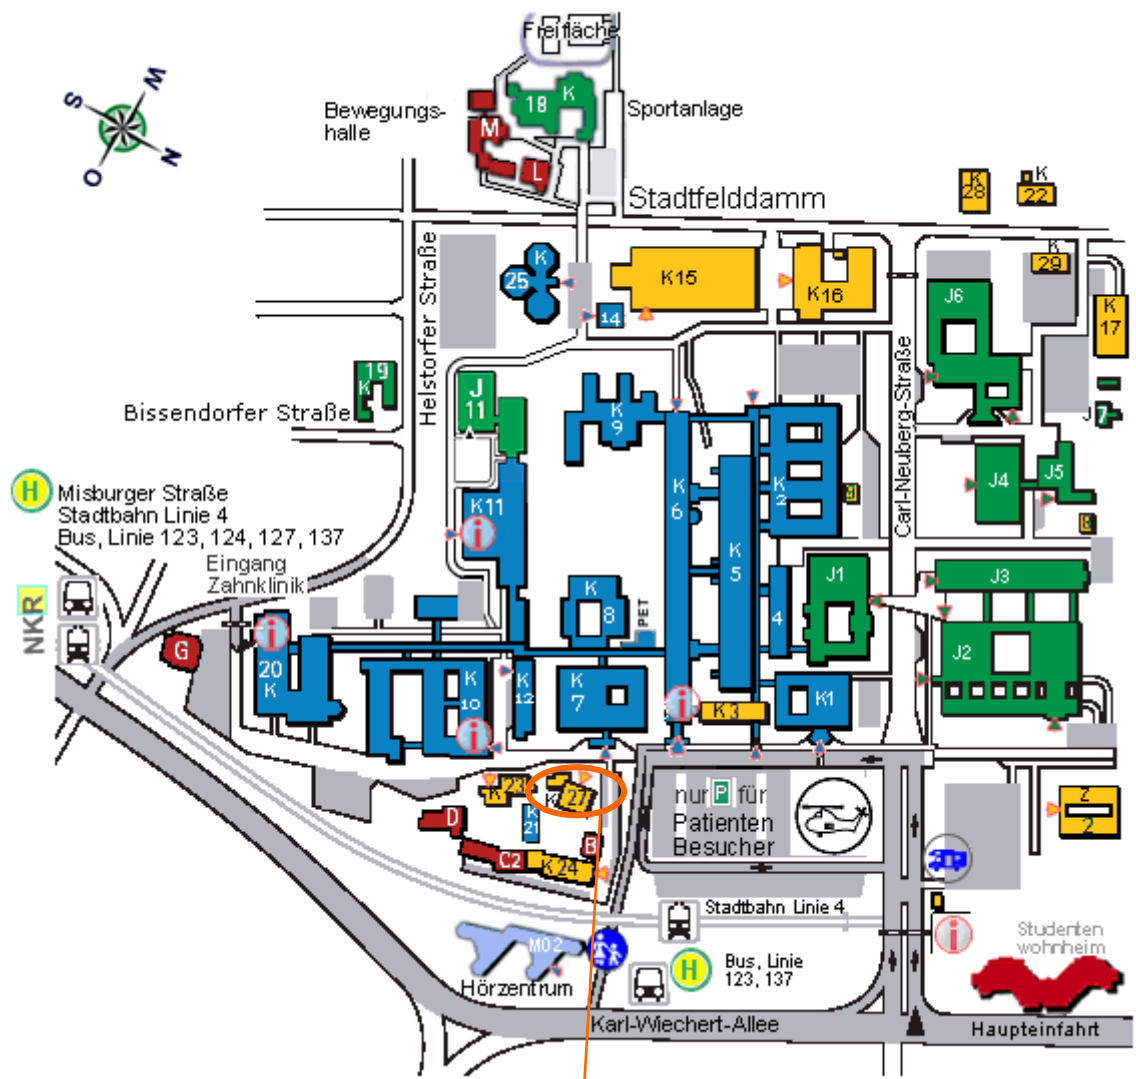 Freifläche
W
S
N
O
18 K
Bewegungs-
halle
M
L
Sportanlage
Stadtfelddamm
K
28
K
22
Helstorfer Straße
K
25
14
K15
K16
K
29
J6
K
17
Carl-Neuberg-Straße
19
K
Bissendorfer Straße
J
11
K
9
J 7
H
Misburger Straße
Stadtbahn Linie 4
Bus, Linie 123, 124, 127, 137
Eingang
Zahnklinik
NKR
K11
i
K
6
K
2
K
5
J4
J5
K
8
PET
4
J1
J3
J2
G
i
20
K
K
10
i
K
12
K
7
i
K3
K1
K 23
K 27
K
21
D
C2
B
K 24
nur P für
Patienten
Besucher
Z
2
Stadtbahn Linie 4
i
Studenten
wohnheim
M02
Hörzentrum
H
Bus, Linie
123, 137
Karl-Wiechert-Allee
Haupteinfahrt